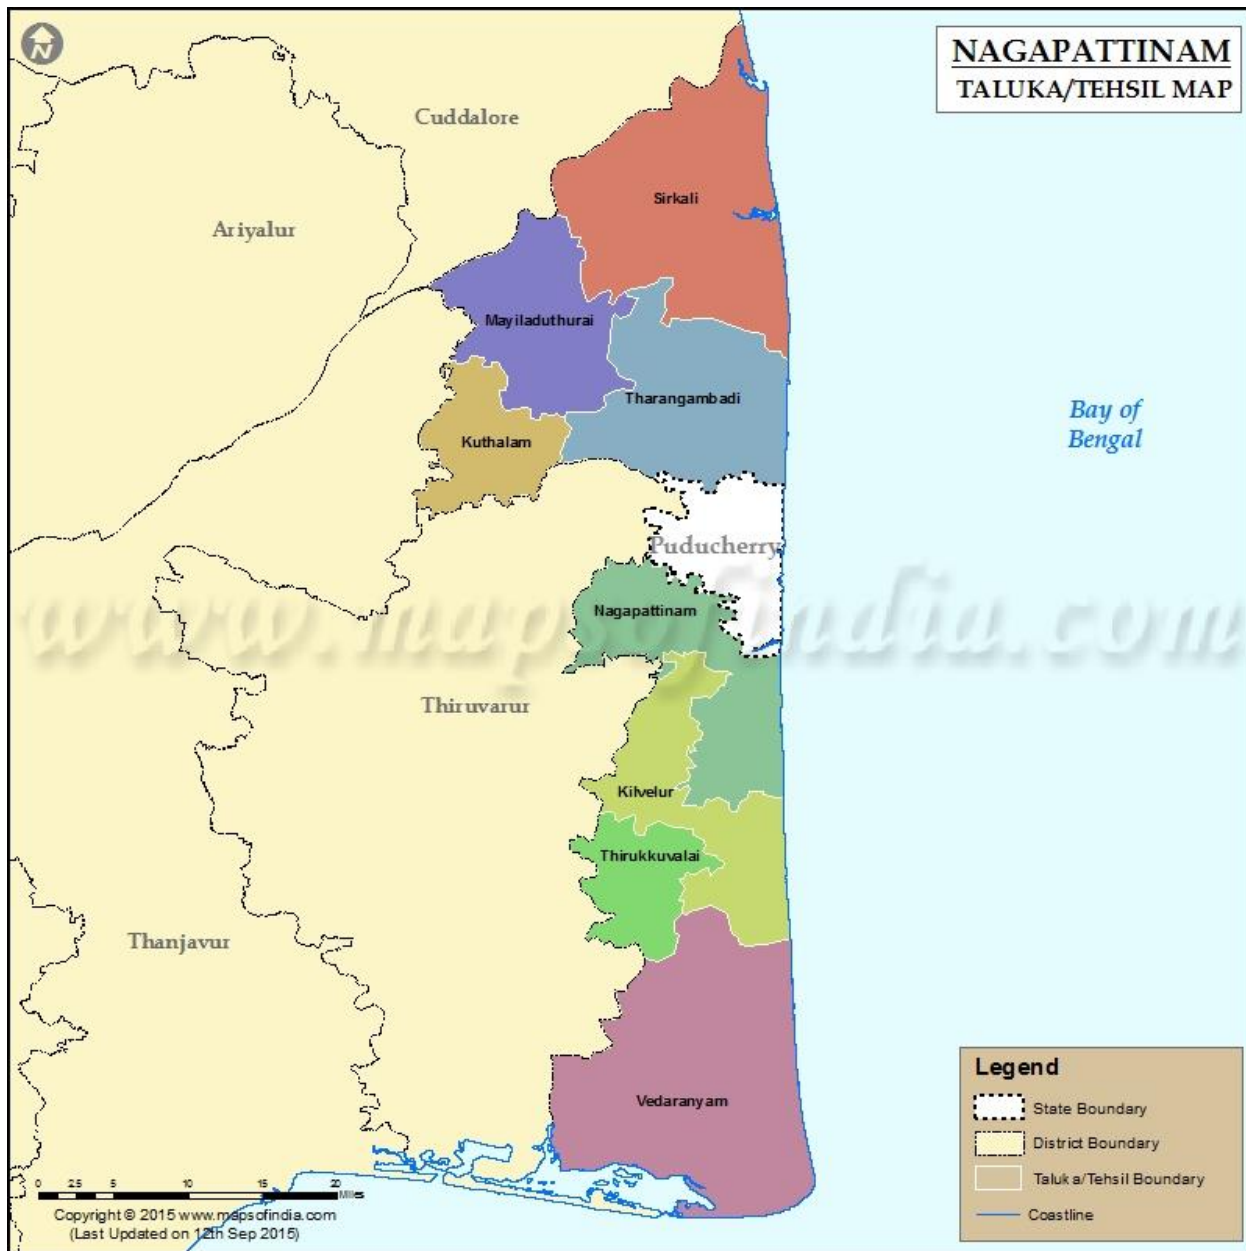 N
NAGAPATTINAM
TALUKA/TEHSIL MAP
Cuddalore
Sirkali
Ariyalur
Mayiladuthurai
Tharangambadi
Bay of
Bengal
Kuthalam
Puducherry
Nagapattinam
www.mapsofindia.com
Thiruvarur
Kilvelur
Thirukkuvalai
Thanjavur
Vedaranyam
Legend
State Boundary
District Boundary
Taluka/Tehsil Boundary
Coastline
0 2.5 5 10 15 20
Miles
Copyright © 2015 www.mapsofindia.com
(Last Updated on 12th Sep 2015)